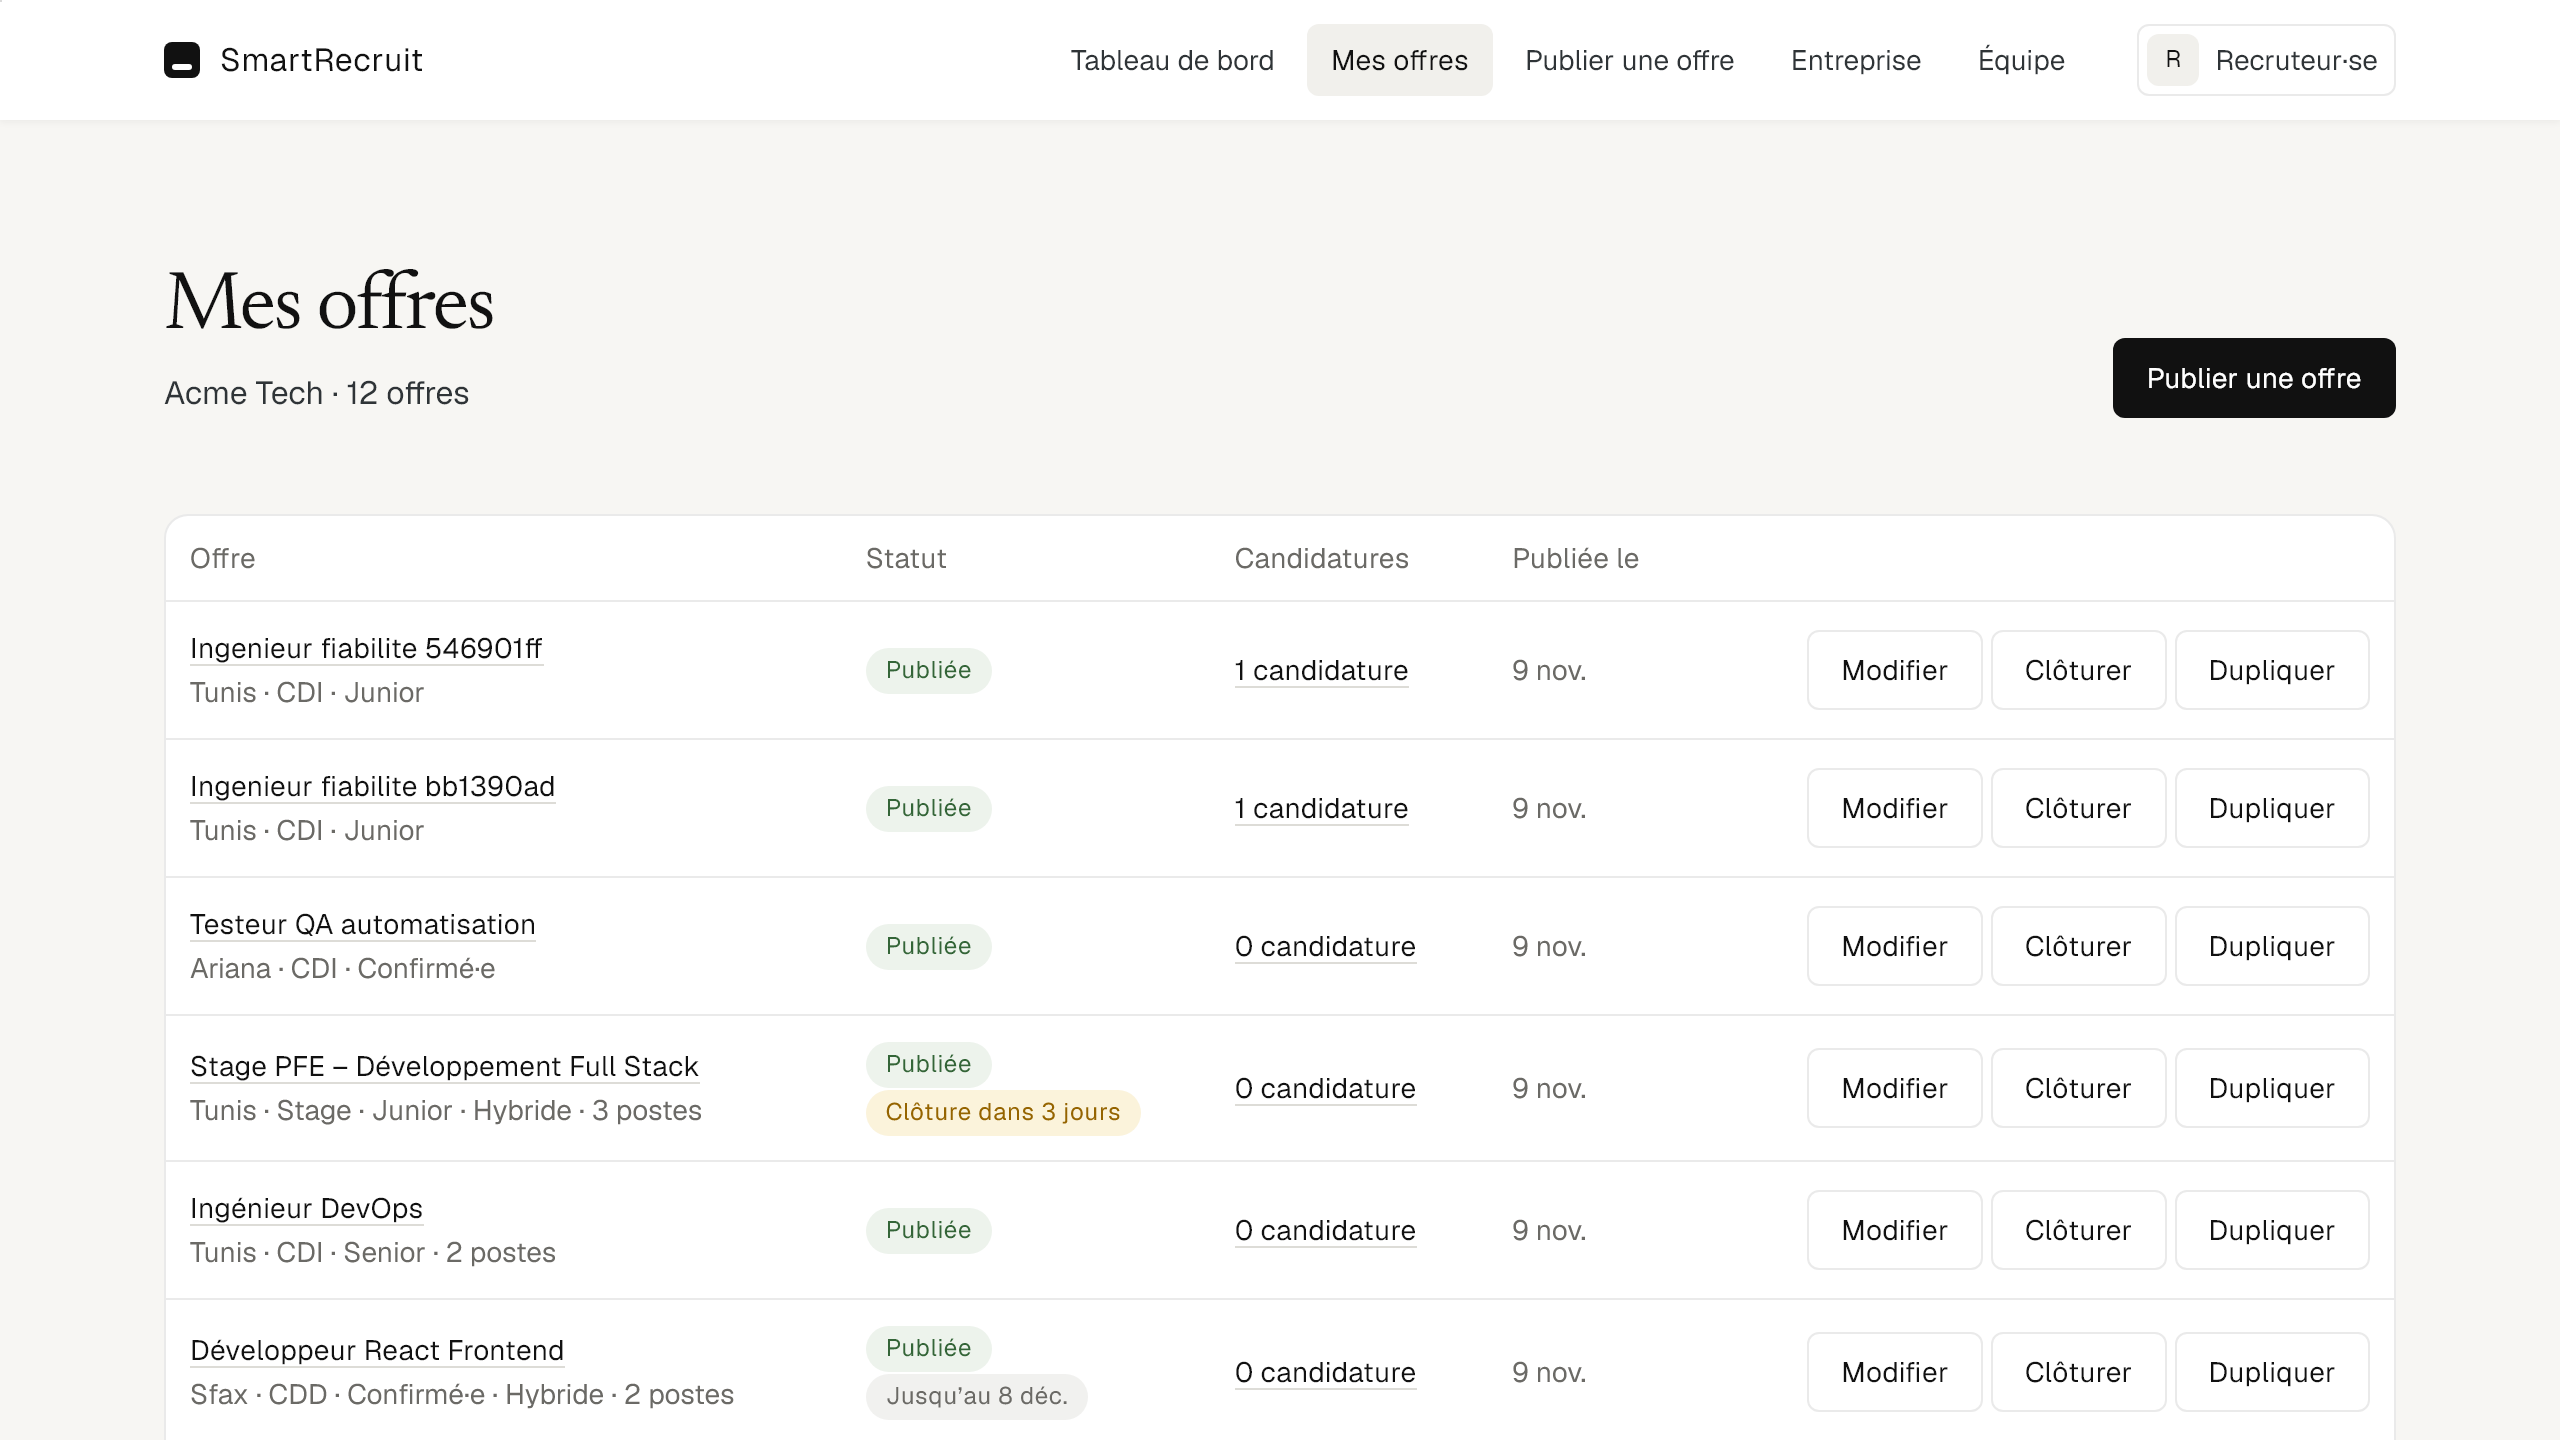 SmartRecruit
Tableau de bord
Mes offres
Publier une offre
Entreprise
Équipe
R
Recruteur·se
Mes offres
Acme Tech · 12 offres
Publier une offre
Offre
Statut
Candidatures
Publiée le
Ingenieur fiabilite 546901ff
Tunis · CDI · Junior
Publiée
1 candidature
9 nov.
Modifier
Clôturer
Dupliquer
Ingenieur fiabilite bb1390ad
Tunis · CDI · Junior
Publiée
1 candidature
9 nov.
Modifier
Clôturer
Dupliquer
Testeur QA automatisation
Ariana · CDI · Confirmé·e
Publiée
0 candidature
9 nov.
Modifier
Clôturer
Dupliquer
Stage PFE – Développement Full Stack
Tunis · Stage · Junior · Hybride · 3 postes
Publiée
Clôture dans 3 jours
0 candidature
9 nov.
Modifier
Clôturer
Dupliquer
Ingénieur DevOps
Tunis · CDI · Senior · 2 postes
Publiée
0 candidature
9 nov.
Modifier
Clôturer
Dupliquer
Développeur React Frontend
Sfax · CDD · Confirmé·e · Hybride · 2 postes
Publiée
Jusqu’au 8 déc.
0 candidature
9 nov.
Modifier
Clôturer
Dupliquer